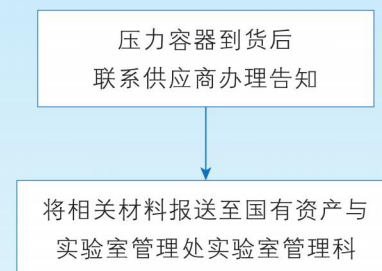 压力容器到货后
联系供应商办理告知
将相关材料报送至国有资产与
实验室管理处实验室管理科